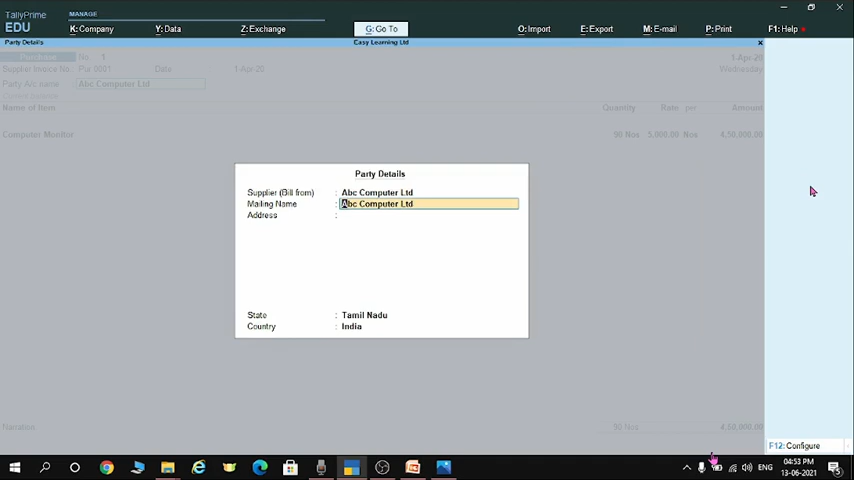 TallyPrime MANAGE
EDU K: Company Y: Data Z: Exchange G: Go To O: Import E: Export M: E-mail P: Print F1: Help
Party Details Casy Learning Ltd x
Purchase No. 1 1-Apr-20
Supplier Invoice No.: Pur 0001 Date : 1-Apr-20 Wednesday
Party A/c name : Abc Computer Ltd
Current balance :
Name of Item Quantity Rate per Amount
Computer Monitor 90 Nos 5,000.00 Nos 4,50,000.00
Party Details
Supplier (Bill from) : Abc Computer Ltd
Mailing Name : Abc Computer Ltd
Address :
State : Tamil Nadu
Country : India
Narration: 90 Nos 4,50,000.00
F12: Configure
ENG 04:53 PM
13-06-2021 5